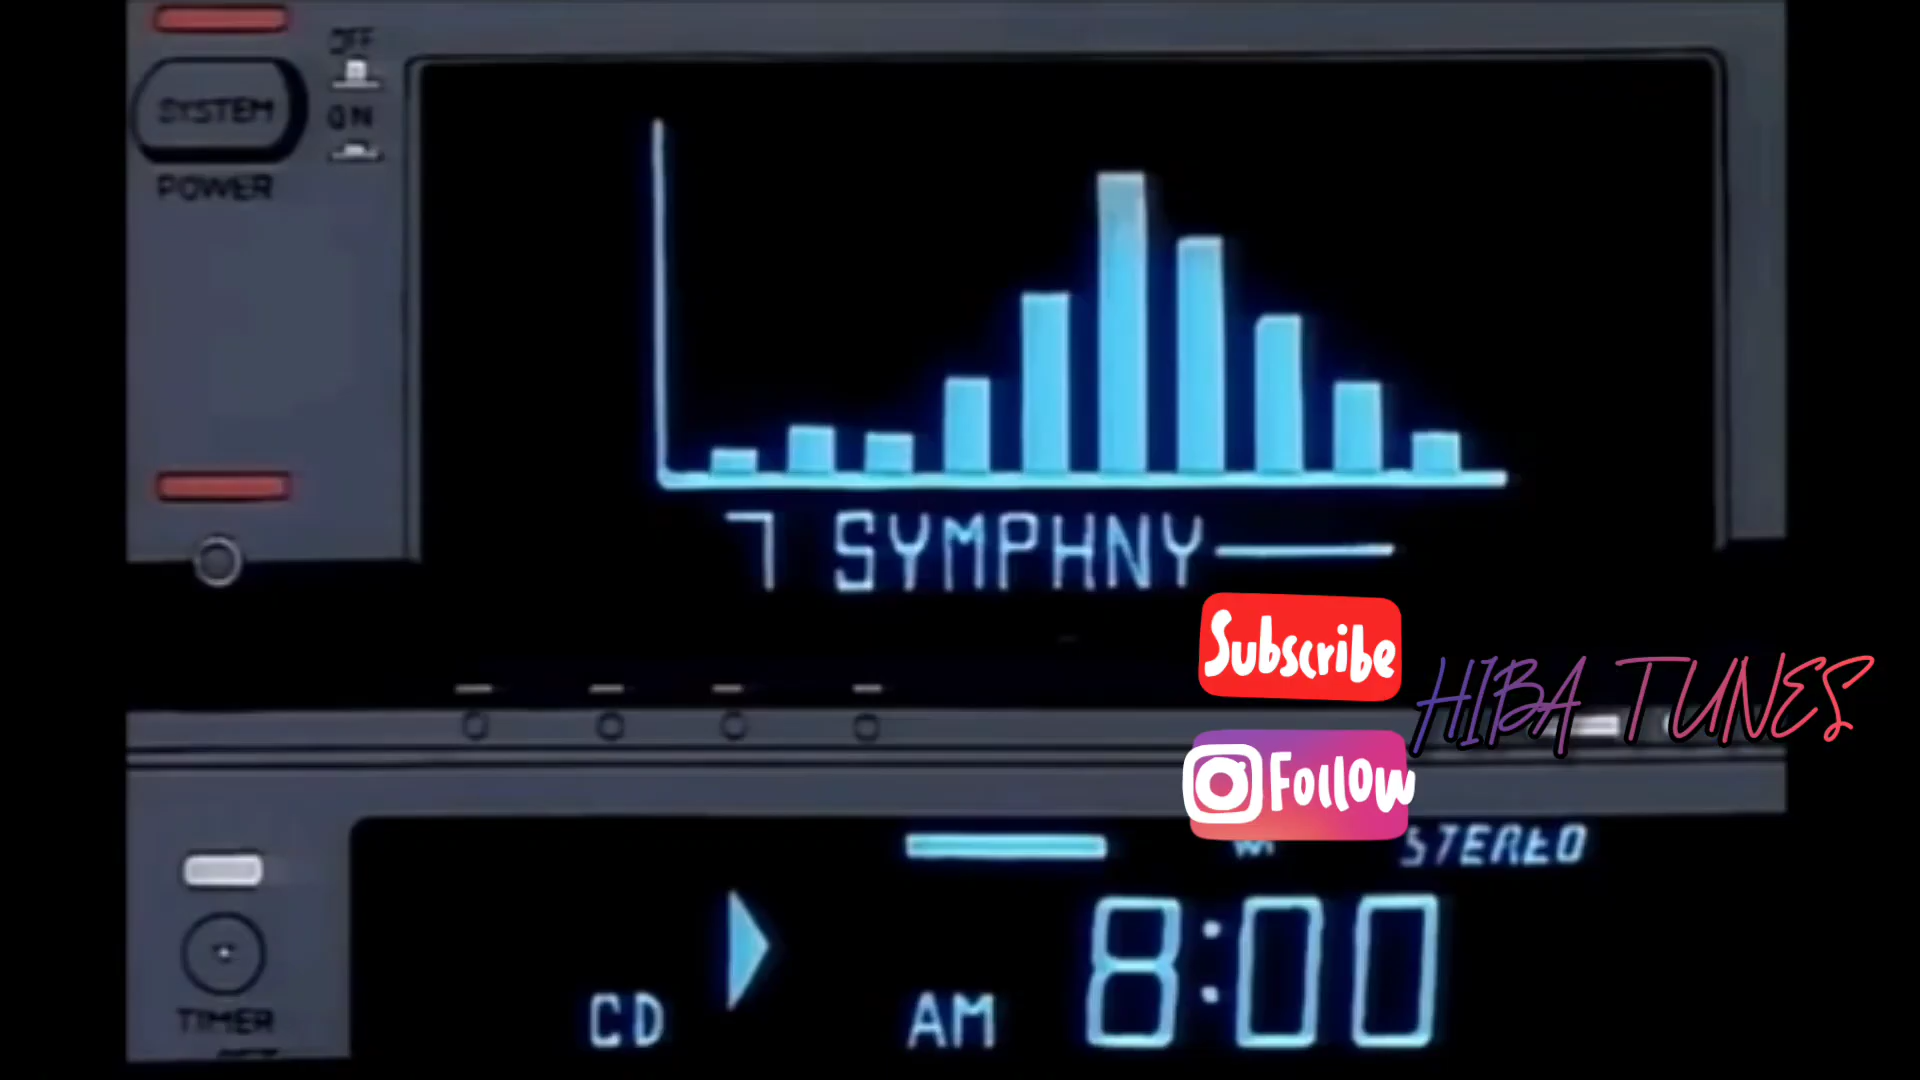 OFF
SYSTEM
ON
POWER
7 SYMPHNY
Subscribe
HIBA TUNES
Follow
STEREO
8:00
CD
AM
TIMER